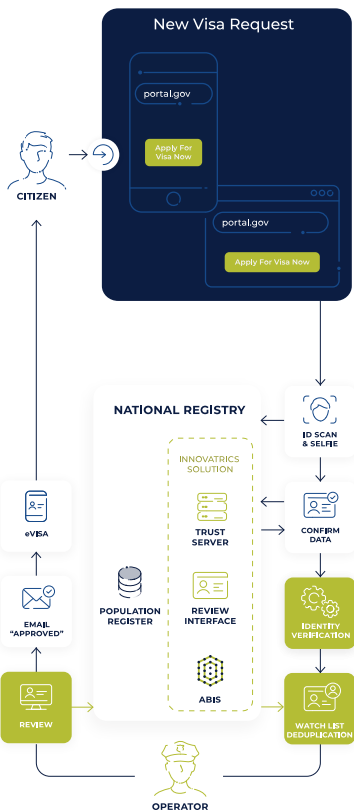 New Visa Request
portal.gov
Apply For
Visa Now
portal.gov
Apply For Visa Now
CITIZEN
NATIONAL REGISTRY
ID SCAN
& SELFIE
INNOVATRICS
SOLUTION
TRUST
SERVER
CONFIRM
DATA
eVISA
POPULATION
REGISTER
REVIEW
INTERFACE
EMAIL
"APPROVED"
IDENTITY
VERIFICATION
ABIS
REVIEW
WATCH LIST
DEDUPLICATION
OPERATOR